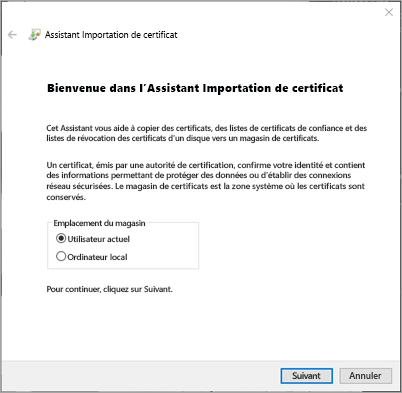 Assistant Importation de certificat
Bienvenue dans l'Assistant Importation de certificat
Cet Assistant vous aide à copier des certificats, des listes de certificats de confiance et des
listes de révocation des certificats d'un disque vers un magasin de certificats.
Un certificat, émis par une autorité de certification, confirme votre identité et contient
des informations permettant de protéger des données ou d'établir des connexions
réseau sécurisées. Le magasin de certificats est la zone système où les certificats sont
conservés.
Emplacement du magasin
Utilisateur actuel
Ordinateur local
Pour continuer, cliquez sur Suivant.
Suivant
Annuler